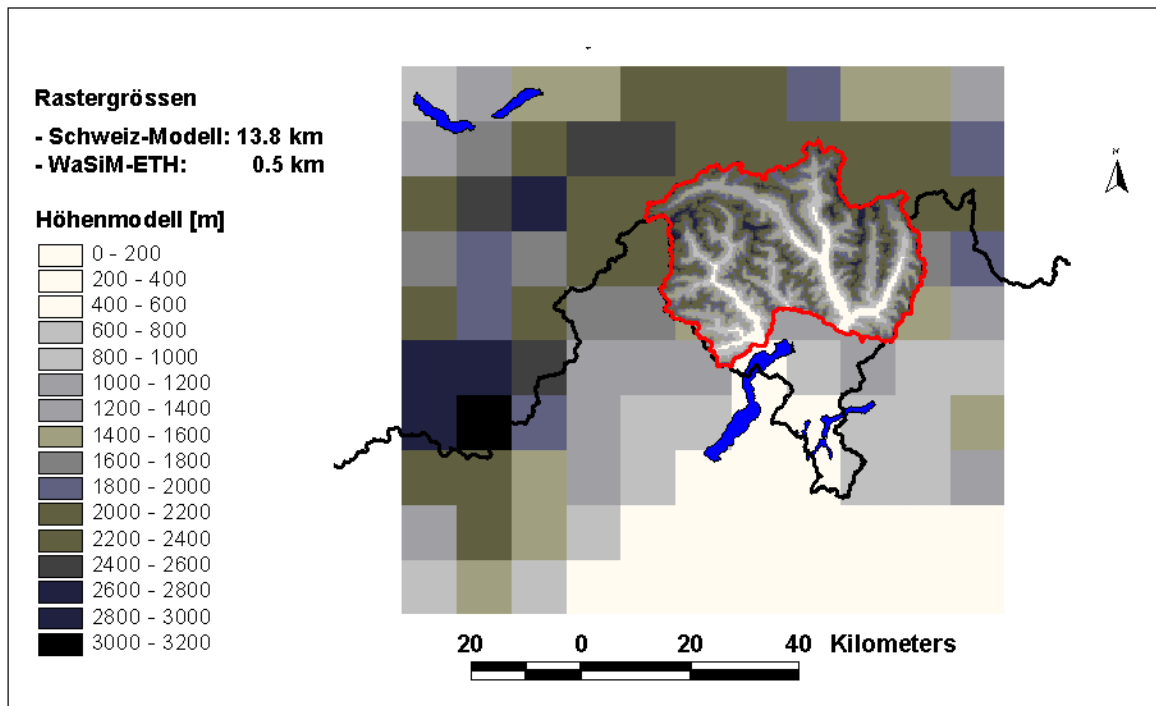 Rastergrössen
- Schweiz-Modell: 13.8 km
- WaSiM-ETH: 0.5 km
N
Höhenmodell [m]
0 - 200
200 - 400
400 - 600
600 - 800
800 - 1000
1000 - 1200
1200 - 1400
1400 - 1600
1600 - 1800
1800 - 2000
2000 - 2200
2200 - 2400
2400 - 2600
2600 - 2800
2800 - 3000
3000 - 3200
20 0 20 40 Kilometers